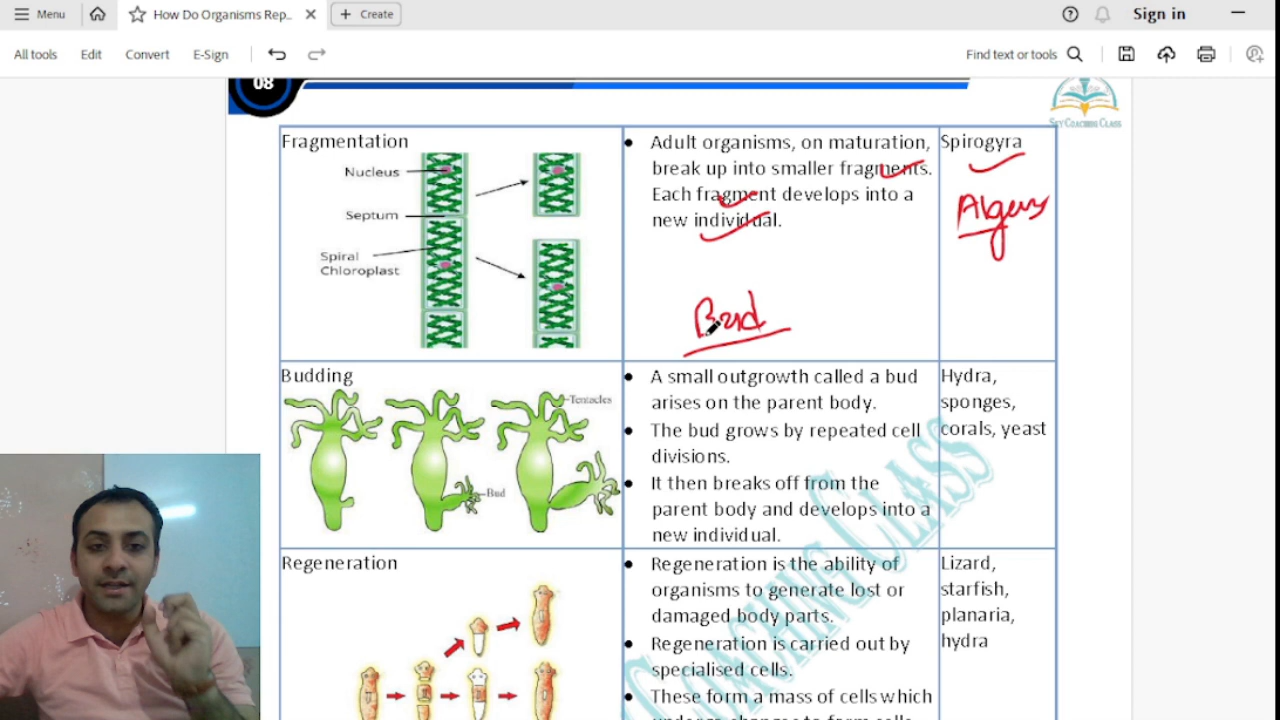 Menu
How Do Organisms Rep...
Create
Sign in
All tools
Edit
Convert
E-Sign
Find text or tools
08
SKY COACHING CLASS
Fragmentation
Nucleus
Septum
Spiral
Chloroplast
Adult organisms, on maturation,
break up into smaller fragments.
Each fragment develops into a
new individual.
Bud
Spirogyra
Budding
Tentacles
Bud
A small outgrowth called a bud
arises on the parent body.
The bud grows by repeated cell
divisions.
It then breaks off from the
parent body and develops into a
new individual.
Hydra,
sponges,
corals, yeast
Regeneration
Regeneration is the ability of
organisms to generate lost or
damaged body parts.
Regeneration is carried out by
specialised cells.
These form a mass of cells which
Lizard,
starfish,
planaria,
hydra
COACHING CLASS